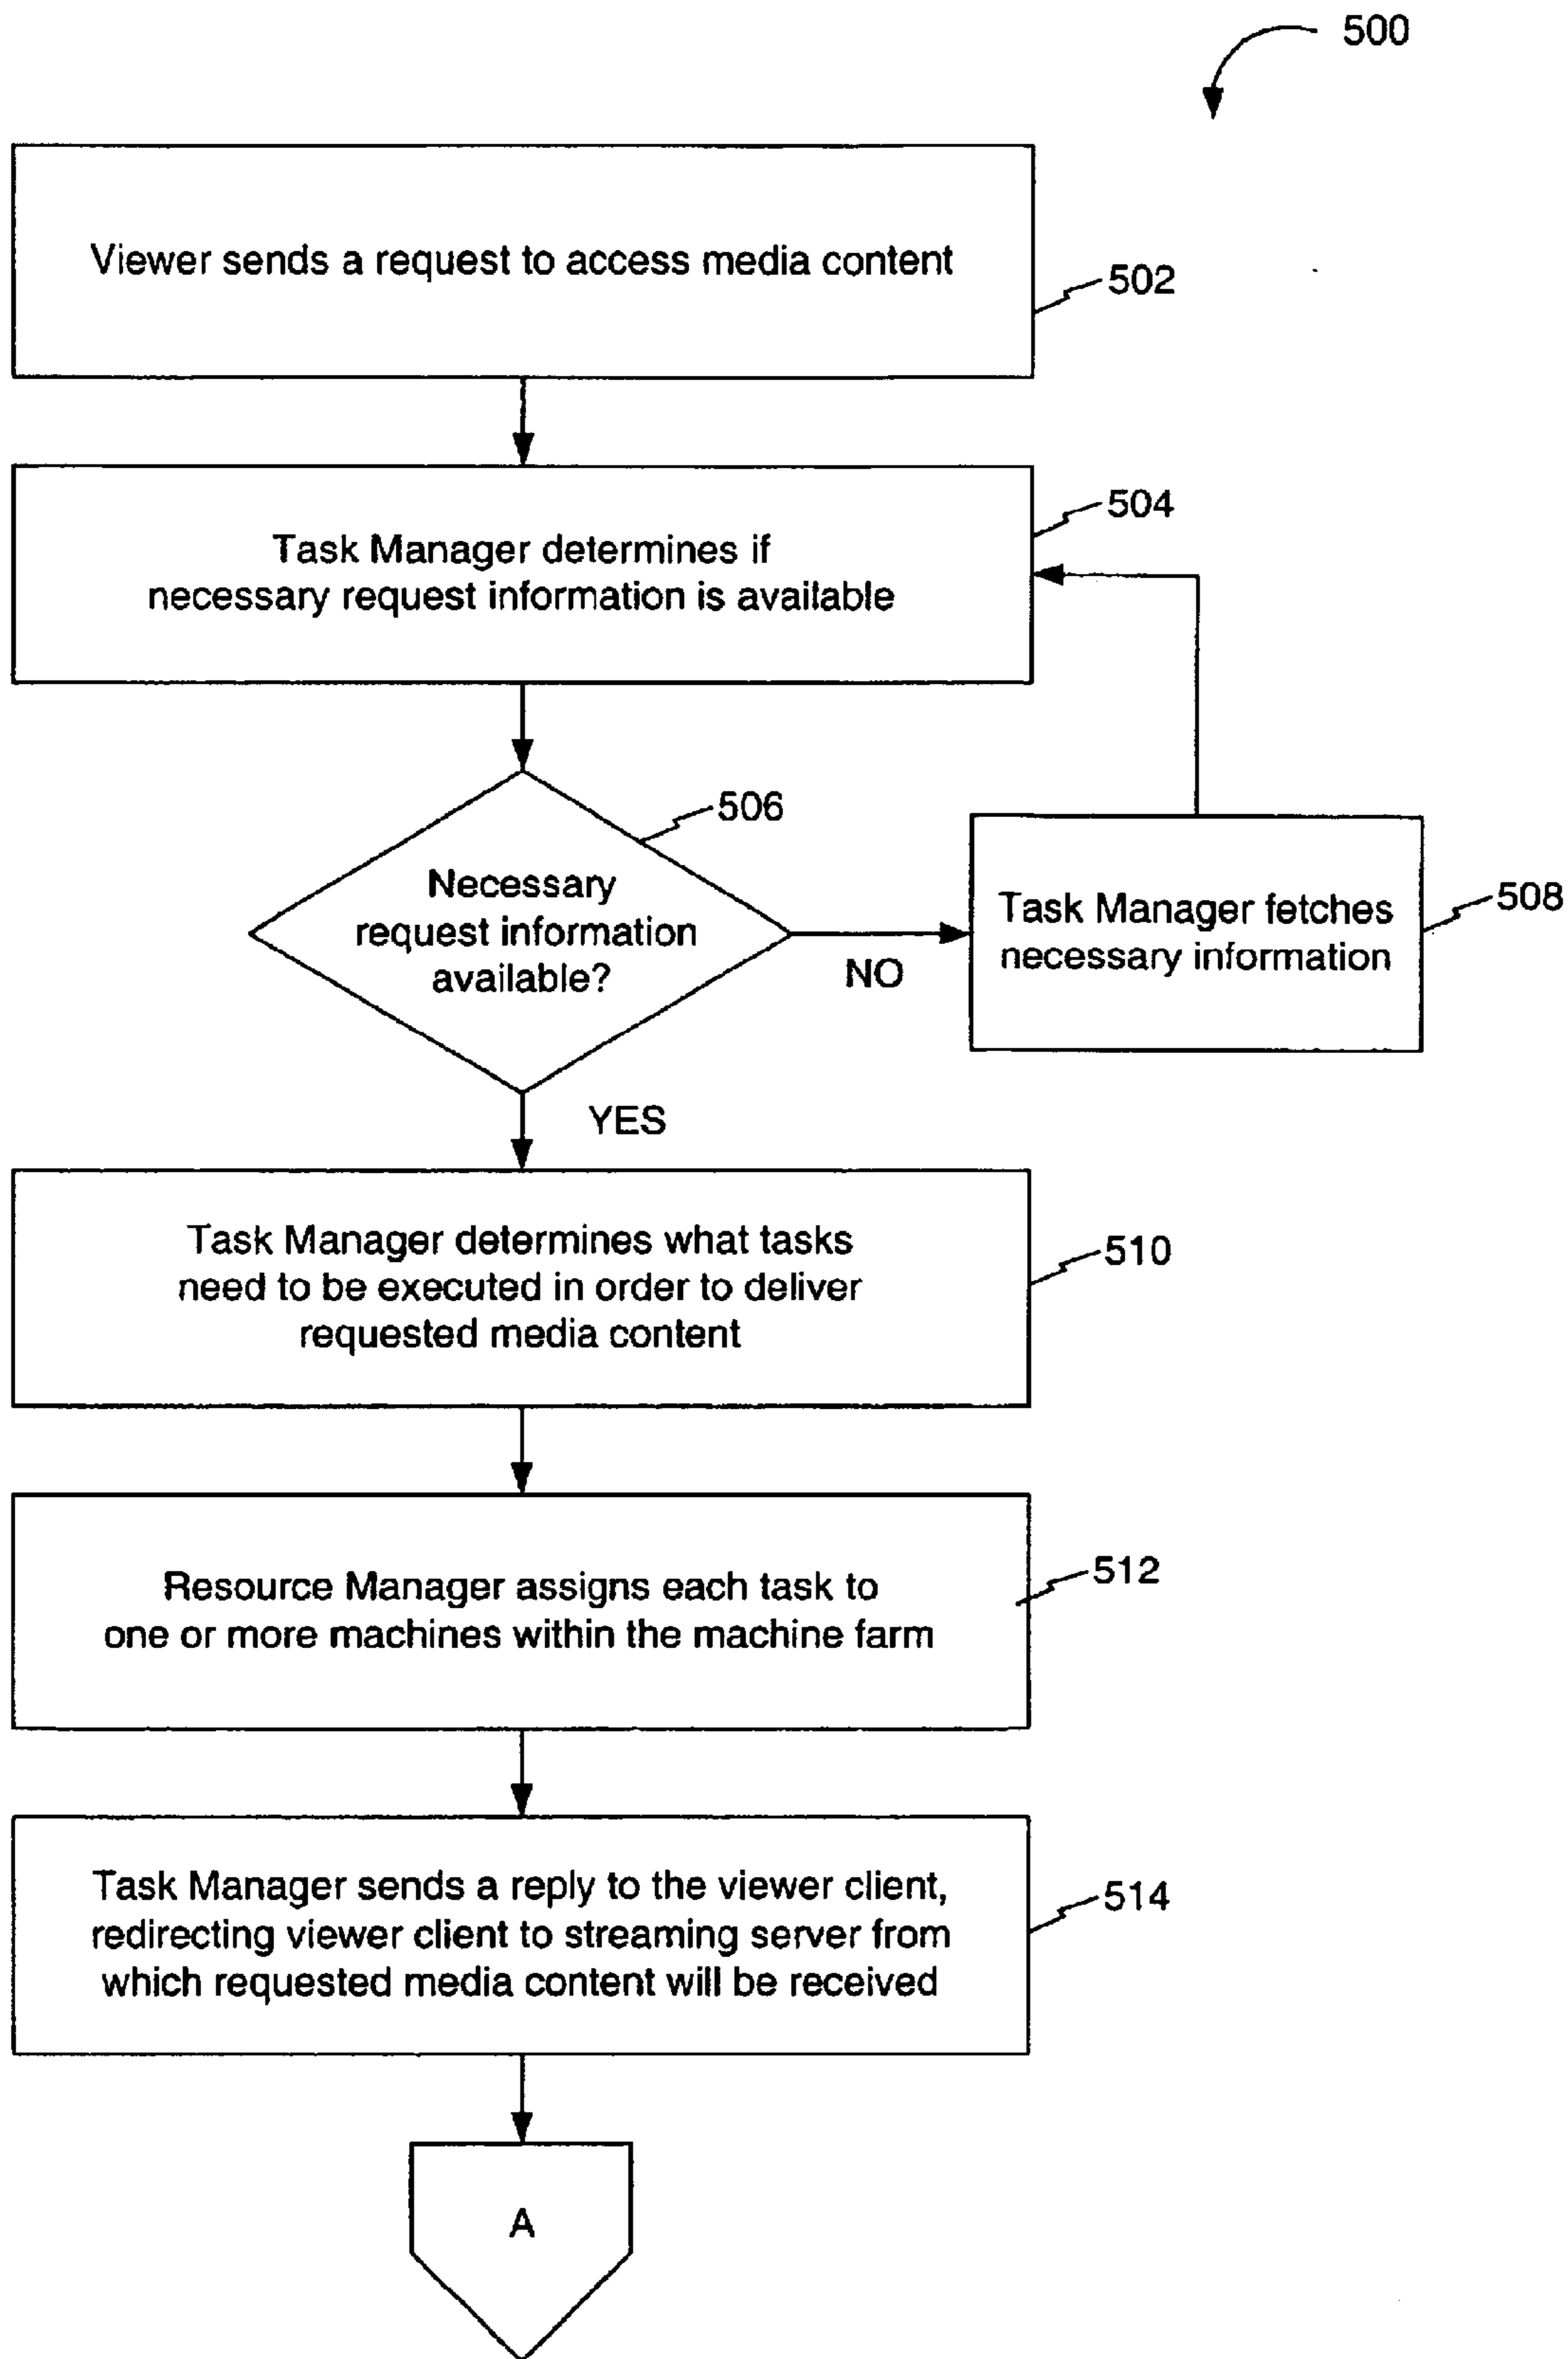 500
Viewer sends a request to access media content
502
504
Task Manager determines if
necessary request information is available
506
Necessary
request information
available?
NO
508
Task Manager fetches
necessary information
YES
Task Manager determines what tasks
need to be executed in order to deliver
requested media content
510
Resource Manager assigns each task to
one or more machines within the machine farm
512
Task Manager sends a reply to the viewer client,
redirecting viewer client to streaming server from
which requested media content will be received
514
A